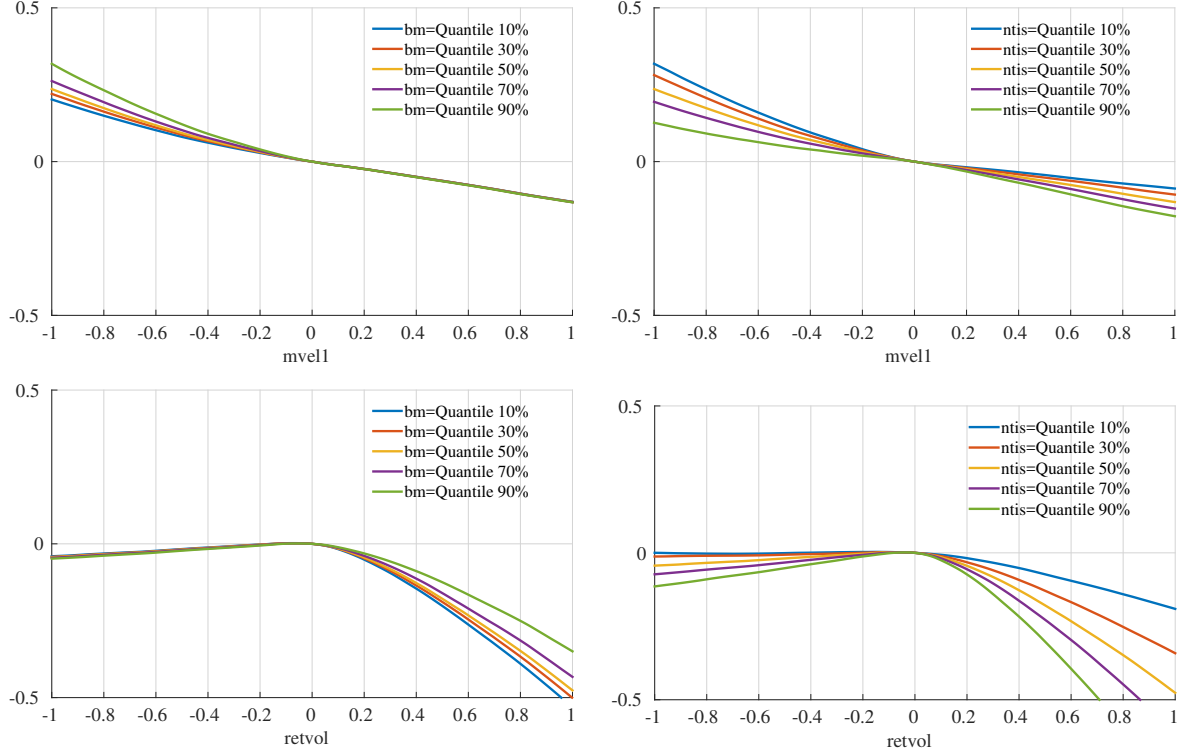 0.5
bm=Quantile 10%
bm=Quantile 30%
bm=Quantile 50%
bm=Quantile 70%
bm=Quantile 90%
0
-0.5
-1 -0.8 -0.6 -0.4 -0.2 0 0.2 0.4 0.6 0.8 1
mvel1
0.5
ntis=Quantile 10%
ntis=Quantile 30%
ntis=Quantile 50%
ntis=Quantile 70%
ntis=Quantile 90%
0
-0.5
-1 -0.8 -0.6 -0.4 -0.2 0 0.2 0.4 0.6 0.8 1
mvel1
0.5
bm=Quantile 10%
bm=Quantile 30%
bm=Quantile 50%
bm=Quantile 70%
bm=Quantile 90%
0
-0.5
-1 -0.8 -0.6 -0.4 -0.2 0 0.2 0.4 0.6 0.8 1
retvol
0.5
ntis=Quantile 10%
ntis=Quantile 30%
ntis=Quantile 50%
ntis=Quantile 70%
ntis=Quantile 90%
0
-0.5
-1 -0.8 -0.6 -0.4 -0.2 0 0.2 0.4 0.6 0.8 1
retvol